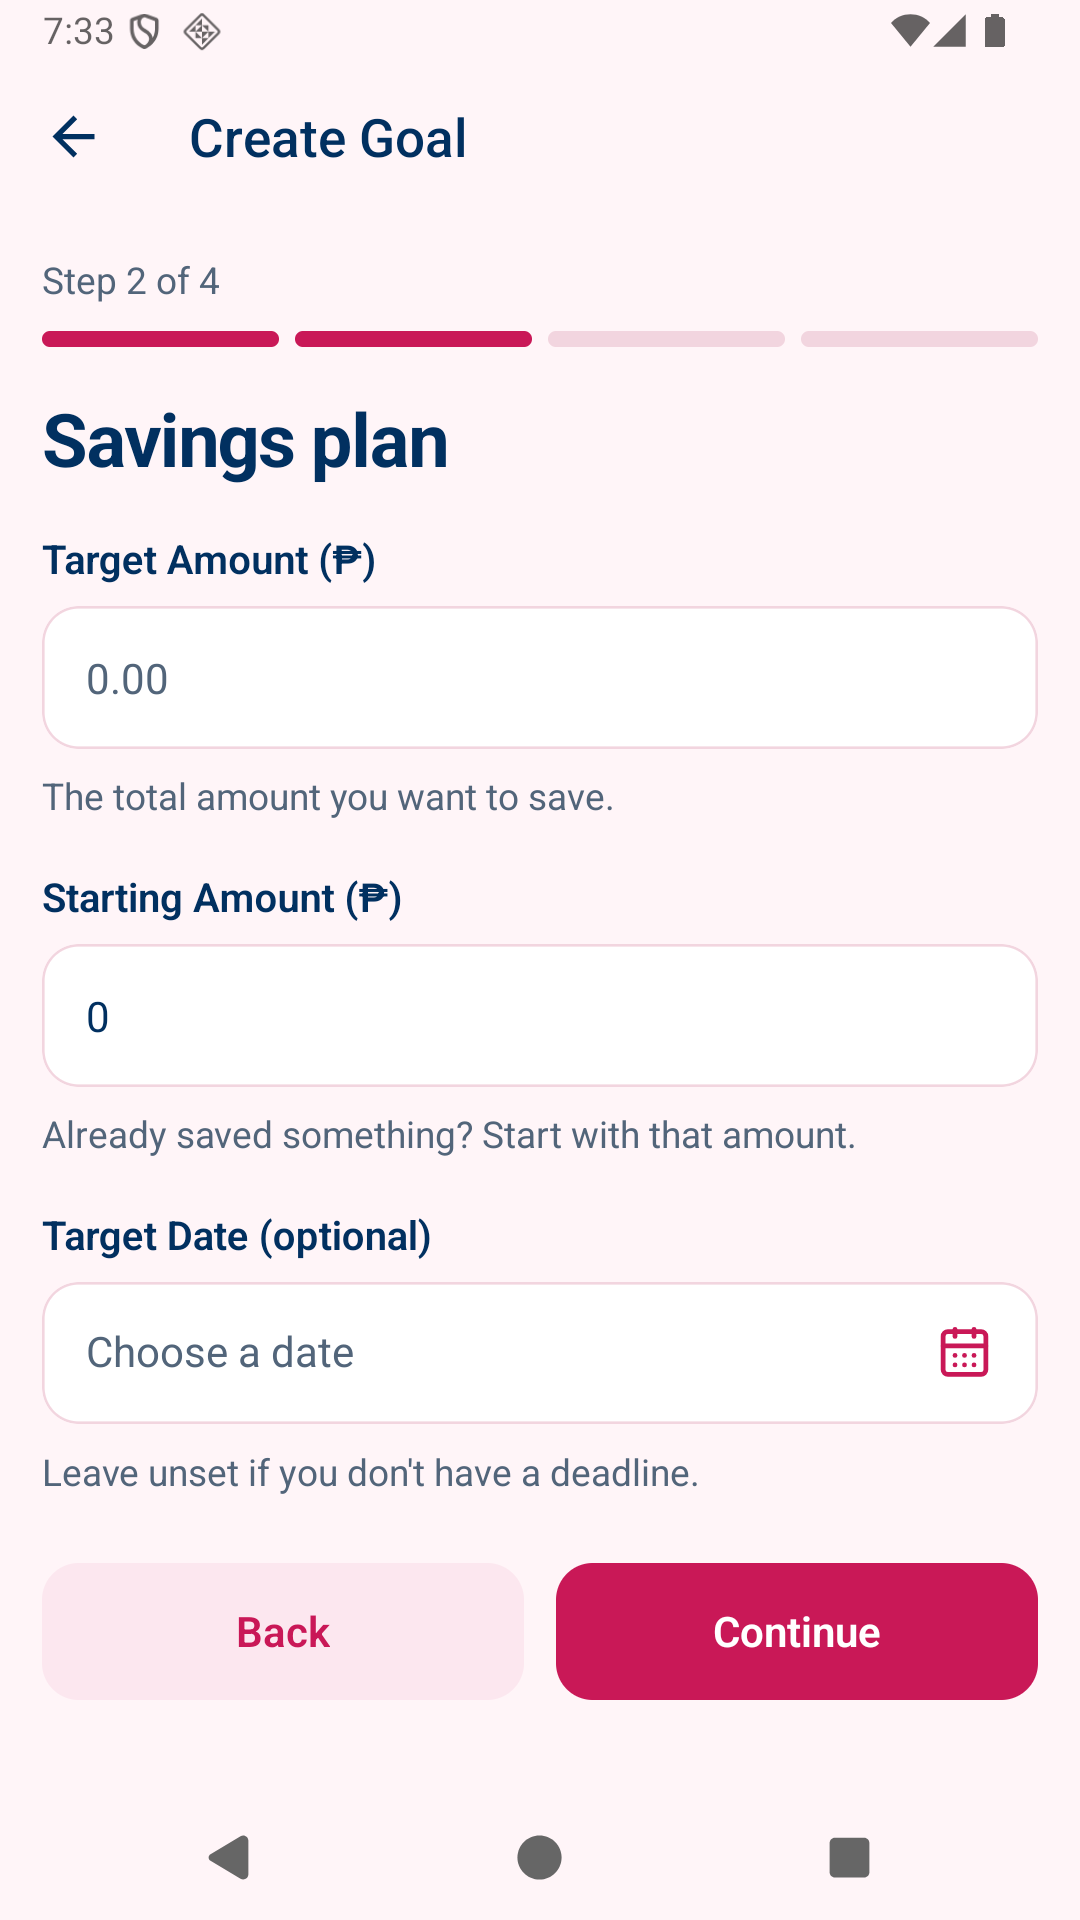 7:33
Create Goal
Step 2 of 4
Savings plan
Target Amount (₱)
0.00
The total amount you want to save.
Starting Amount (₱)
0
Already saved something? Start with that amount.
Target Date (optional)
Choose a date
Leave unset if you don't have a deadline.
Back
Continue